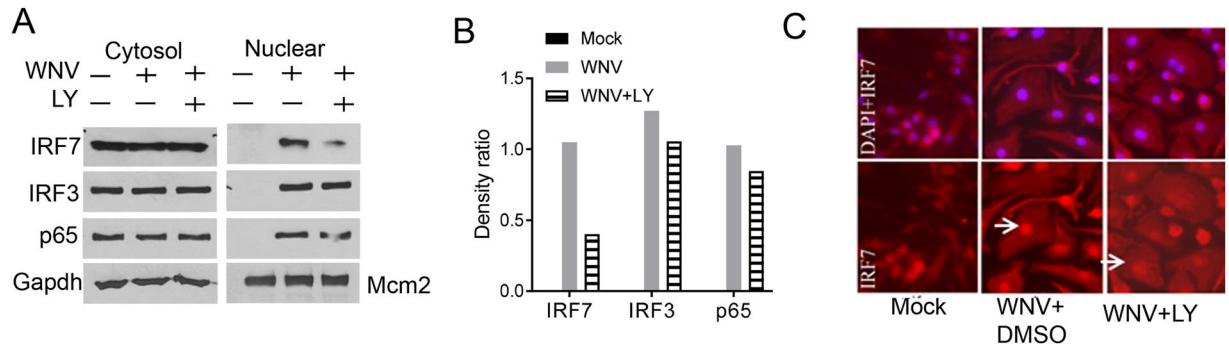 A
Cytosol Nuclear
WNV — + + — + +
LY — — + — — +
IRF7
IRF3
p65
Gapdh Mcm2
B
Mock
WNV
WNV+LY
Density ratio
1.5
1.0
0.5
0.0
IRF7 IRF3 p65
C
DAPI+IRF7
IRF7
Mock WNV+ WNV+LY
DMSO